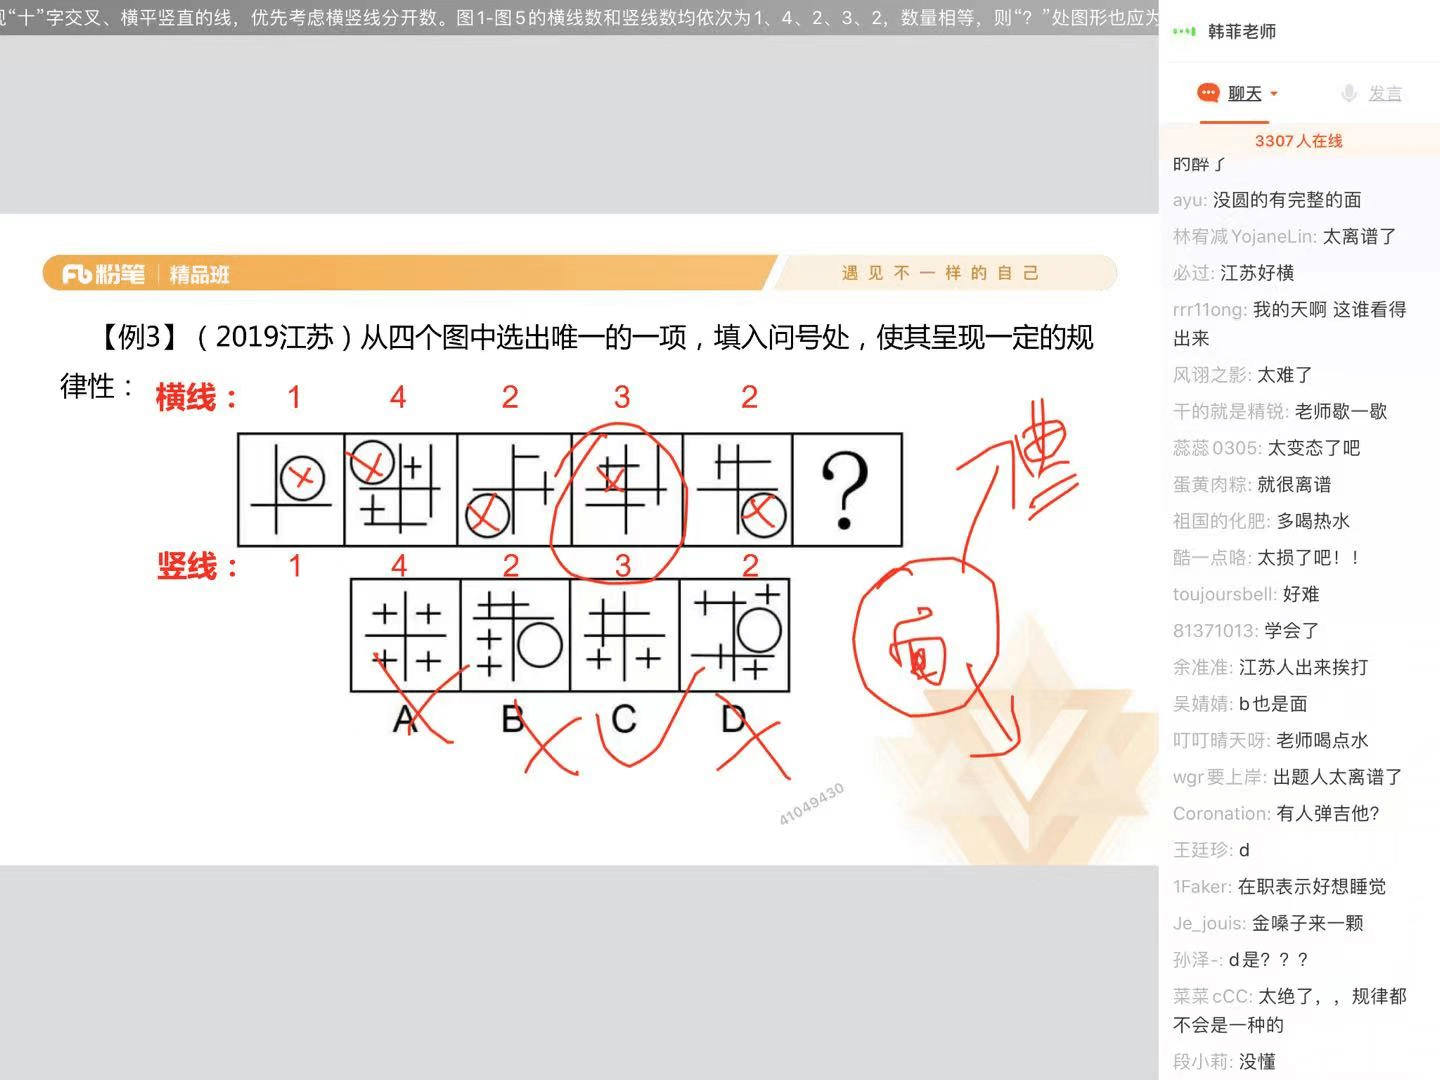 “十”字交叉、横平竖直的线，优先考虑横竖线分开数。图1-图5的横线数和竖线数均依次为1、4、2、3、2，数量相等，则“？”处图形也应为
韩菲老师
聊天
发言
3307人在线
的醉了
ayu: 没圆的有完整的面
林宥减YojaneLin: 太离谱了
必过: 江苏好横
rrr11ong: 我的天啊 这谁看得
出来
风诩之影: 太难了
干的就是精锐: 老师歇一歇
蕊蕊0305: 太变态了吧
蛋黄肉粽: 就很离谱
祖国的化肥: 多喝热水
酷一点咯: 太损了吧！！
toujoursbell: 好难
81371013: 学会了
余准准: 江苏人出来挨打
吴婧婧: b也是面
叮叮晴天呀: 老师喝点水
wgr要上岸: 出题人太离谱了
Coronation: 有人弹吉他？
王廷珍: d
1Faker: 在职表示好想睡觉
Je_jouis: 金嗓子来一颗
孙泽-: d是？？？
菜菜cCC: 太绝了，，规律都
不会是一种的
段小莉: 没懂
Fb粉笔 | 精品班
遇见不一样的自己
【例3】（2019江苏）从四个图中选出唯一的一项，填入问号处，使其呈现一定的规
律性：
横线： 1 4 2 3 2
?
竖线： 1 4 2 3 2
A B C D
面
41049430